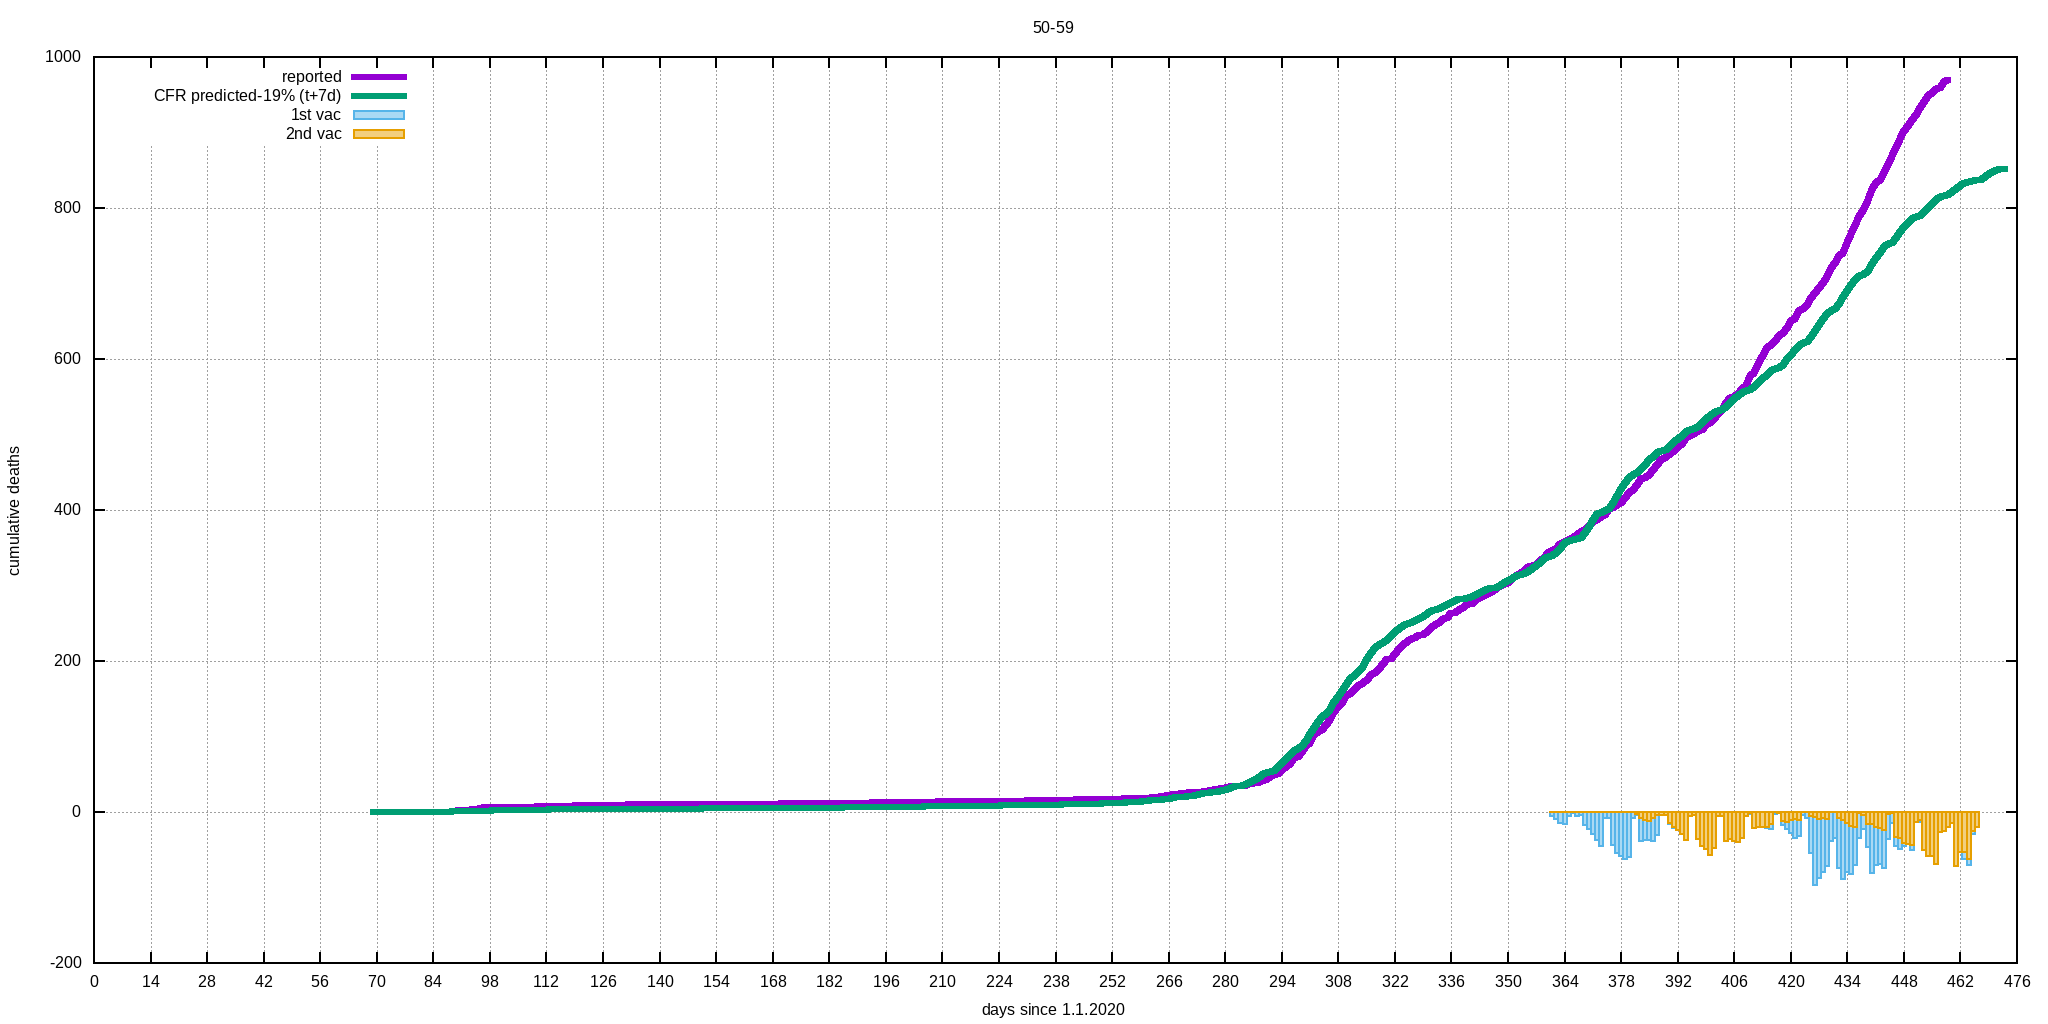 50-59
1000
800
600
400
200
0
-200
reported
CFR predicted-19% (t+7d)
1st vac
2nd vac
cumulative deaths
0 14 28 42 56 70 84 98 112 126 140 154 168 182 196 210 224 238 252 266 280 294 308 322 336 350 364 378 392 406 420 434 448 462 476
days since 1.1.2020